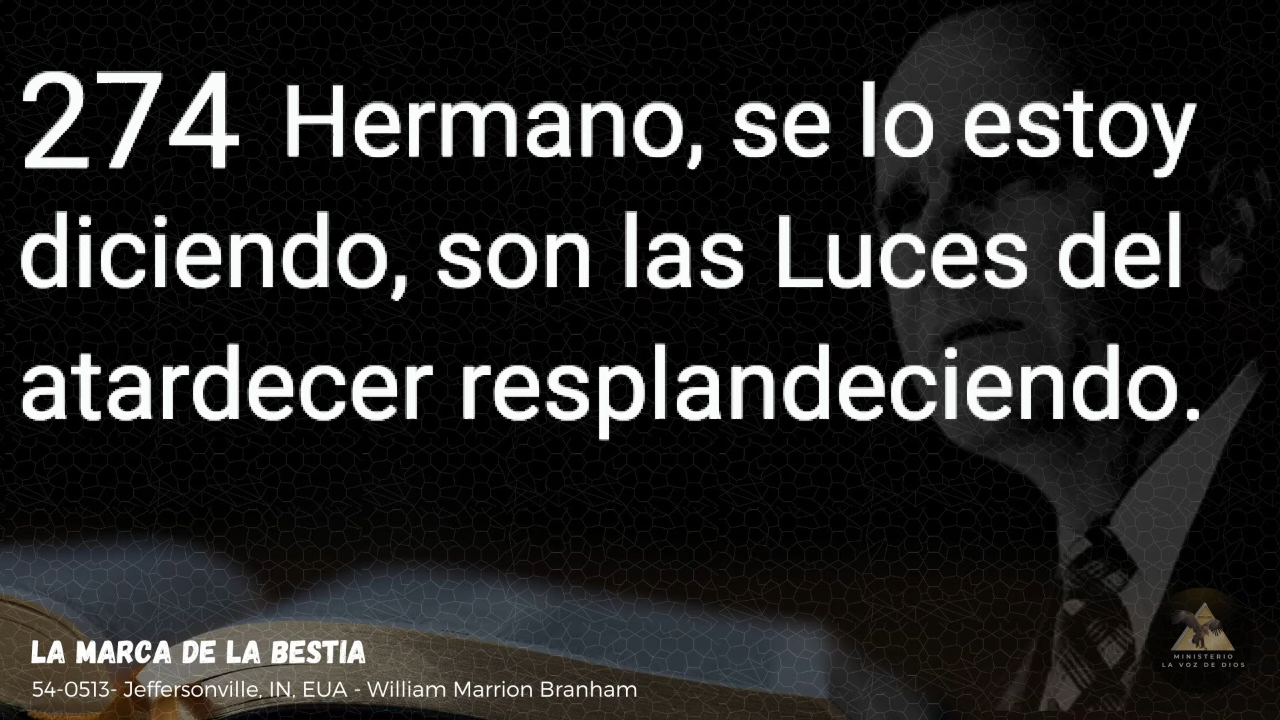 274 Hermano, se lo estoy
diciendo, son las Luces del
atardecer resplandeciendo.
LA MARCA DE LA BESTIA
54-0513- Jeffersonville, IN, EUA - William Marrion Branham
MINISTERIO
LA VOZ DE DIOS